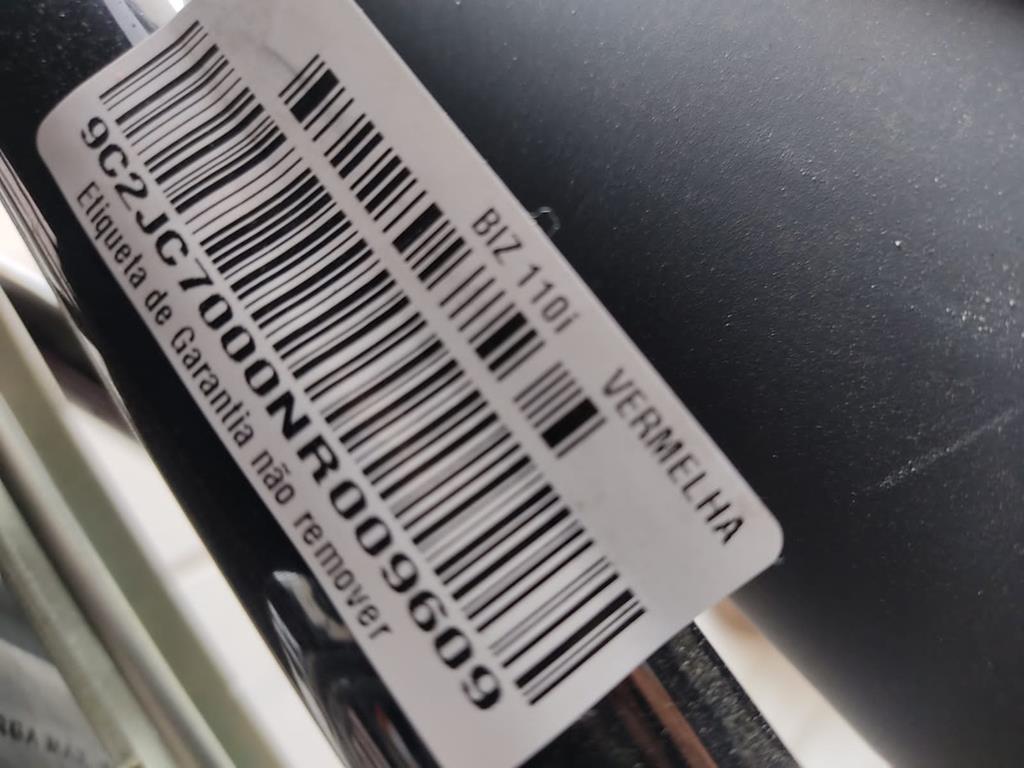 BIZ 110i VERMELHA
9C2JC7000NR009609
Etiqueta de Garantia não remover